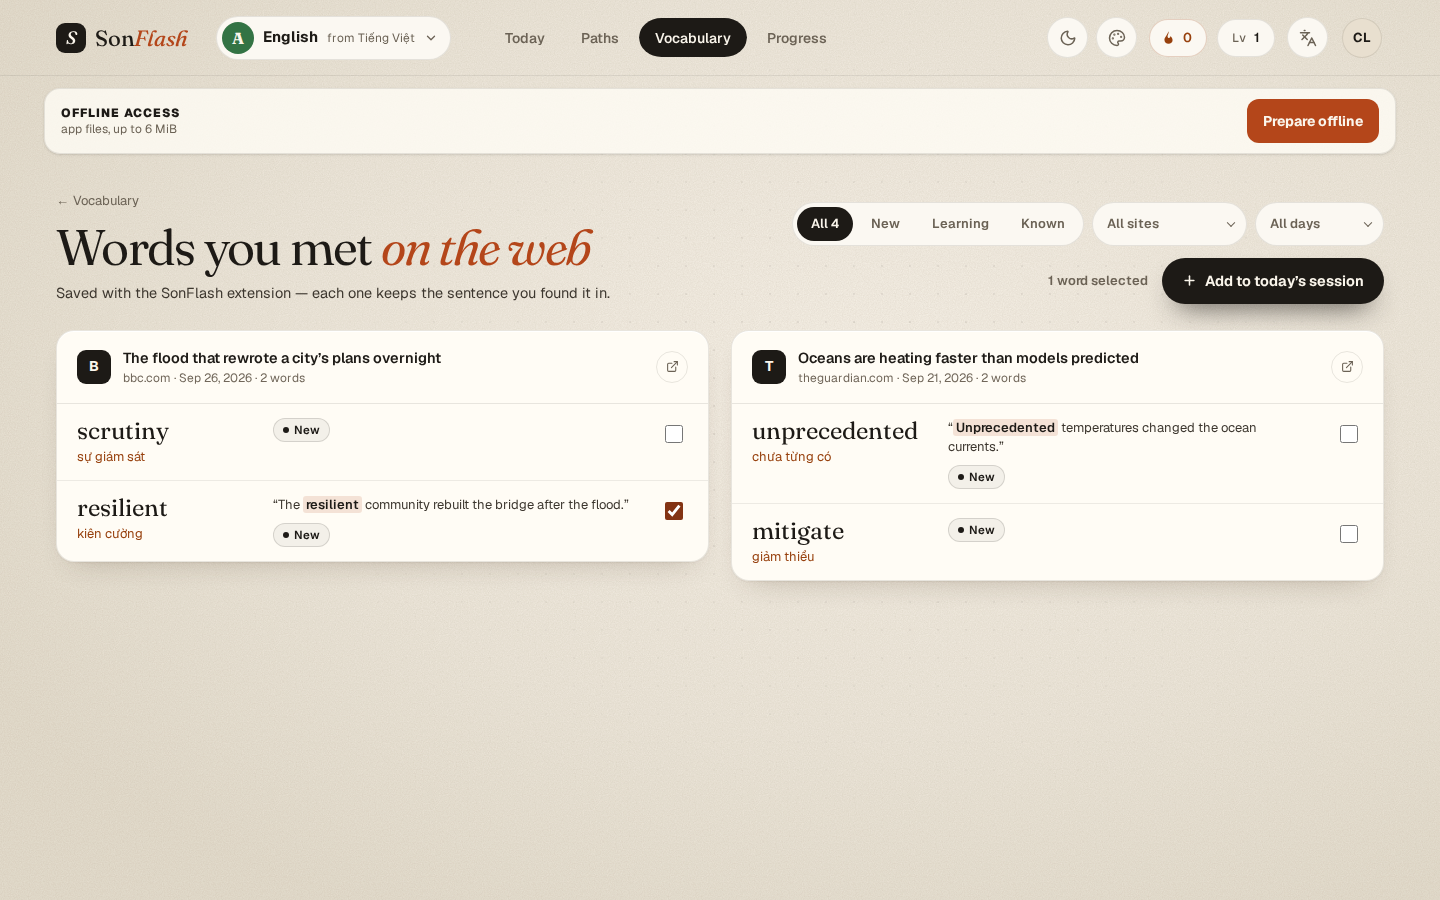 S SonFlash
A English from Tiếng Việt
Today Paths Vocabulary Progress
0
Lv 1
CL
OFFLINE ACCESS
app files, up to 6 MiB
Prepare offline
← Vocabulary
Words you met on the web
Saved with the SonFlash extension — each one keeps the sentence you found it in.
All 4 New Learning Known
All sites
All days
1 word selected
+ Add to today’s session
B
The flood that rewrote a city’s plans overnight
bbc.com · Sep 26, 2026 · 2 words
scrutiny
sự giám sát
New
resilient
kiên cường
“The resilient community rebuilt the bridge after the flood.”
New
T
Oceans are heating faster than models predicted
theguardian.com · Sep 21, 2026 · 2 words
unprecedented
chưa từng có
“Unprecedented temperatures changed the ocean
currents.”
New
mitigate
giảm thiểu
New